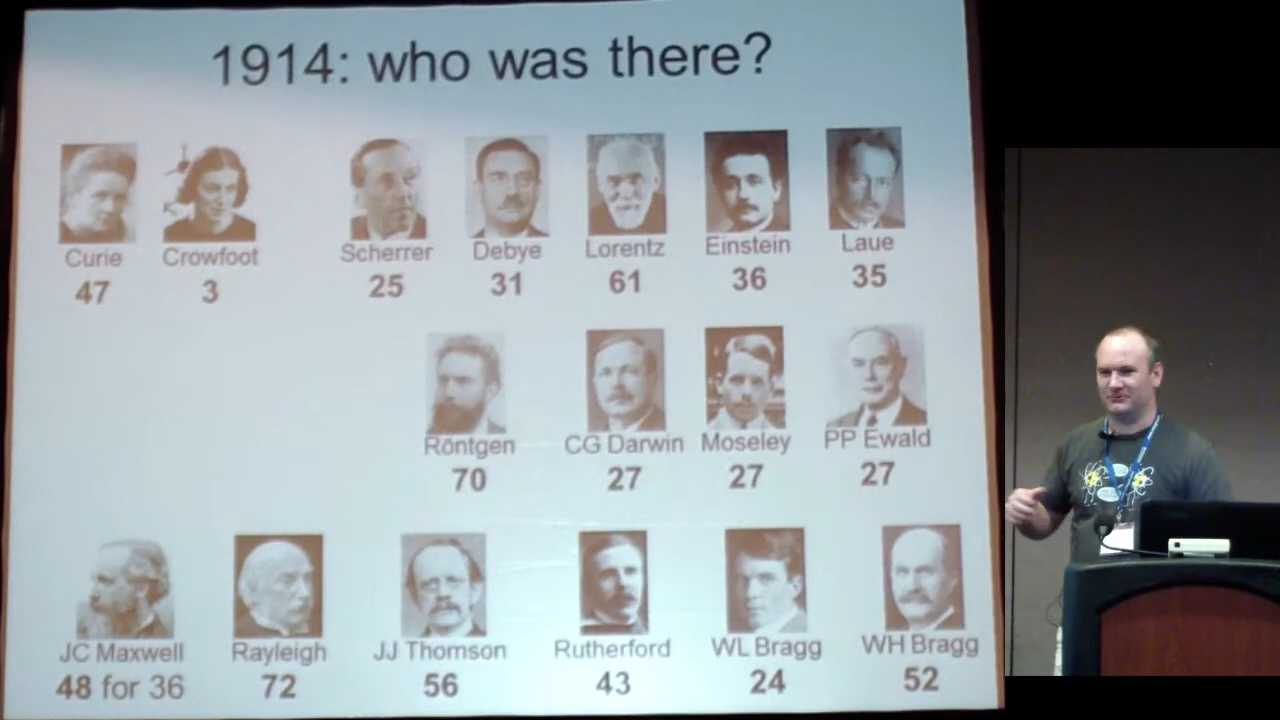 1914: who was there?
Curie Crowfoot Scherrer Debye Lorentz Einstein Laue
47 3 25 31 61 36 35
Röntgen CG Darwin Moseley PP Ewald
70 27 27 27
JC Maxwell Rayleigh JJ Thomson Rutherford WL Bragg WH Bragg
48 for 36 72 56 43 24 52